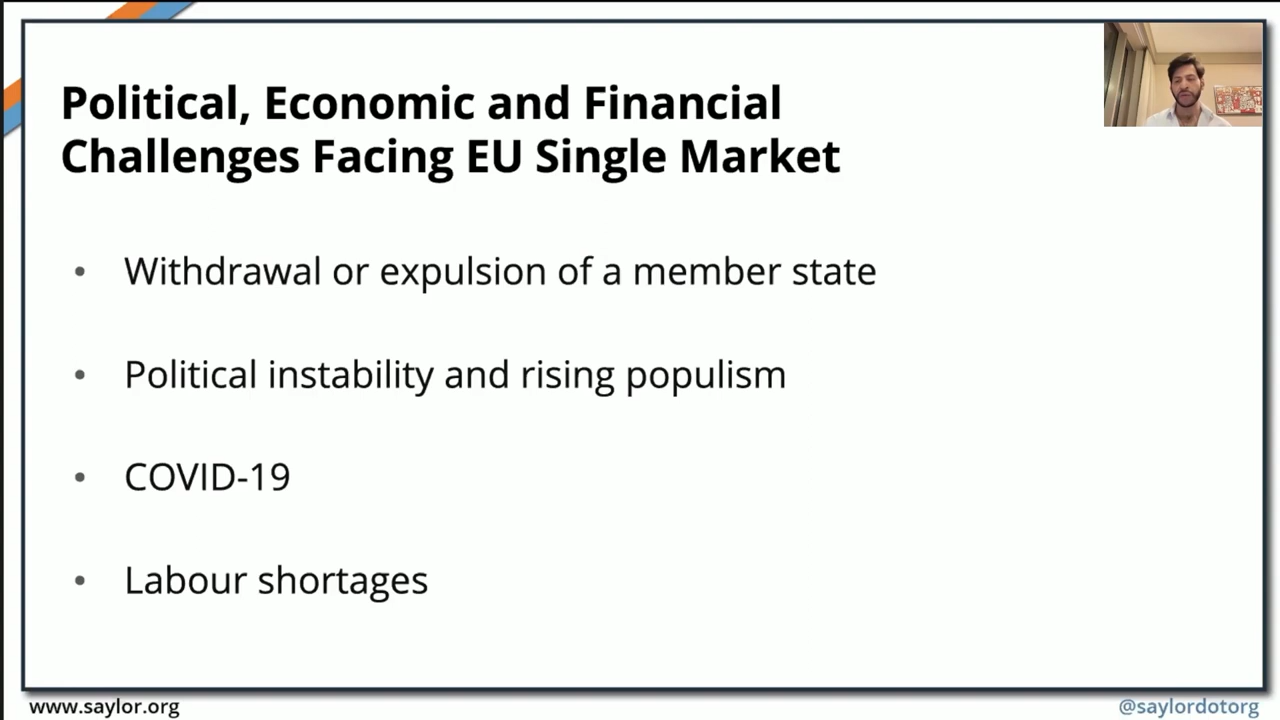 Political, Economic and Financial
Challenges Facing EU Single Market
• Withdrawal or expulsion of a member state
• Political instability and rising populism
• COVID-19
• Labour shortages
www.saylor.org
@saylordotorg